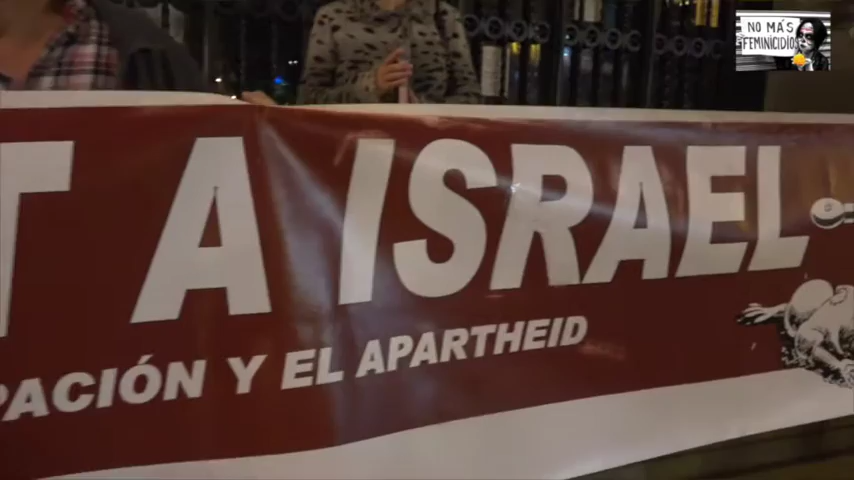 NO MÁS
FEMINICIDIOS
T A ISRAEL
PACIÓN Y EL APARTHEID